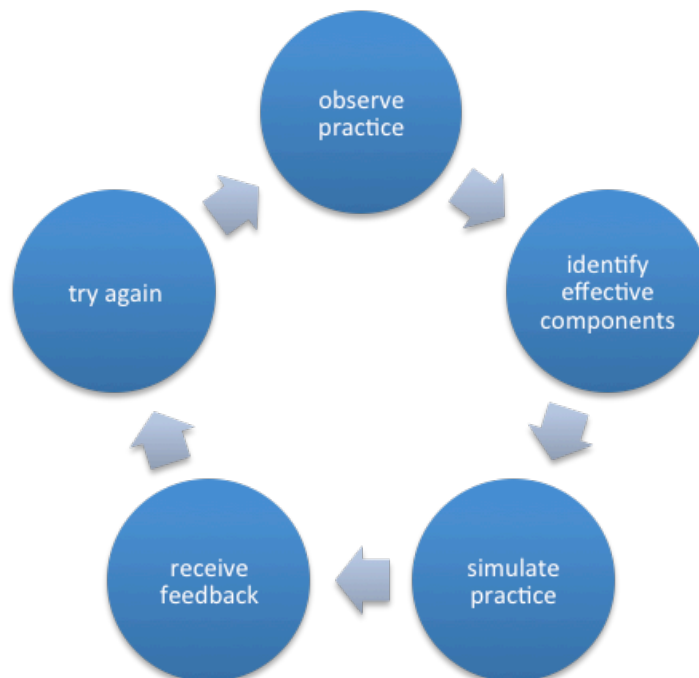 observe
practice
identify
effective
components
simulate
practice
receive
feedback
try again